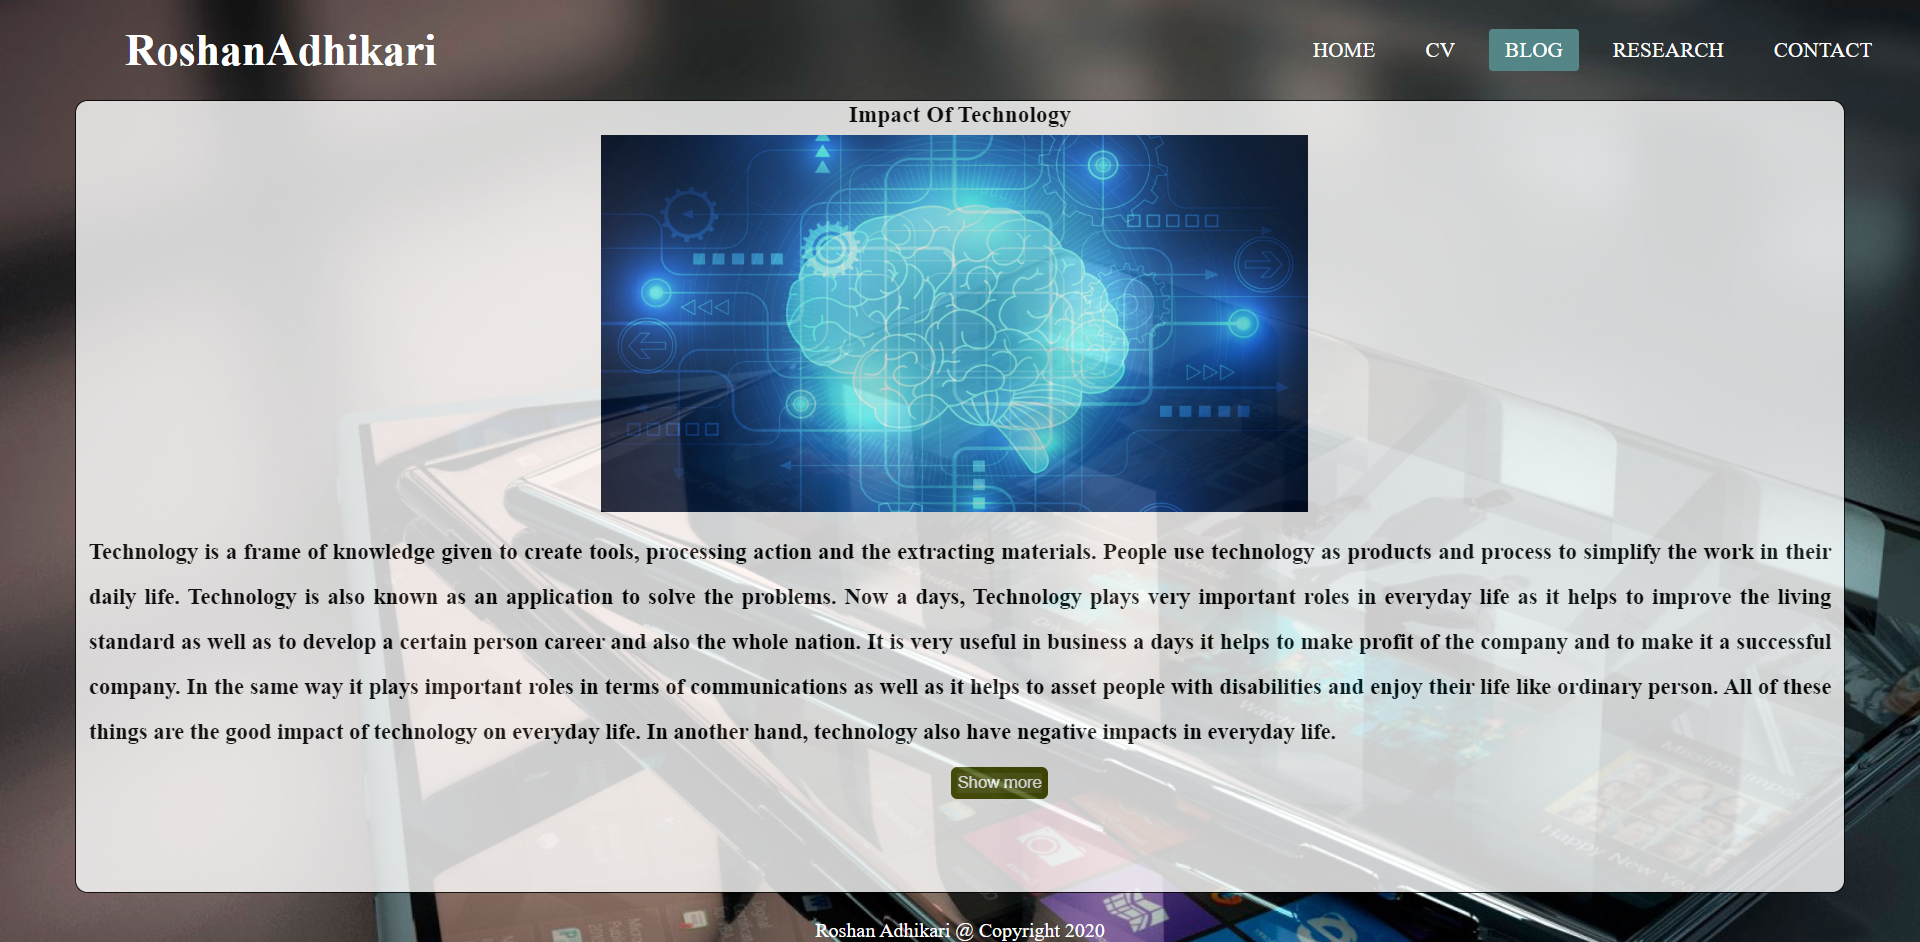 RoshanAdhikari
HOME CV BLOG RESEARCH CONTACT
Impact Of Technology
Technology is a frame of knowledge given to create tools, processing action and the extracting materials. People use technology as products and process to simplify the work in their
daily life. Technology is also known as an application to solve the problems. Now a days, Technology plays very important roles in everyday life as it helps to improve the living
standard as well as to develop a certain person career and also the whole nation. It is very useful in business a days it helps to make profit of the company and to make it a successful
company. In the same way it plays important roles in terms of communications as well as it helps to asset people with disabilities and enjoy their life like ordinary person. All of these
things are the good impact of technology on everyday life. In another hand, technology also have negative impacts in everyday life.
Show more
Happy New
Roshan Adhikari @ Copyright 2020